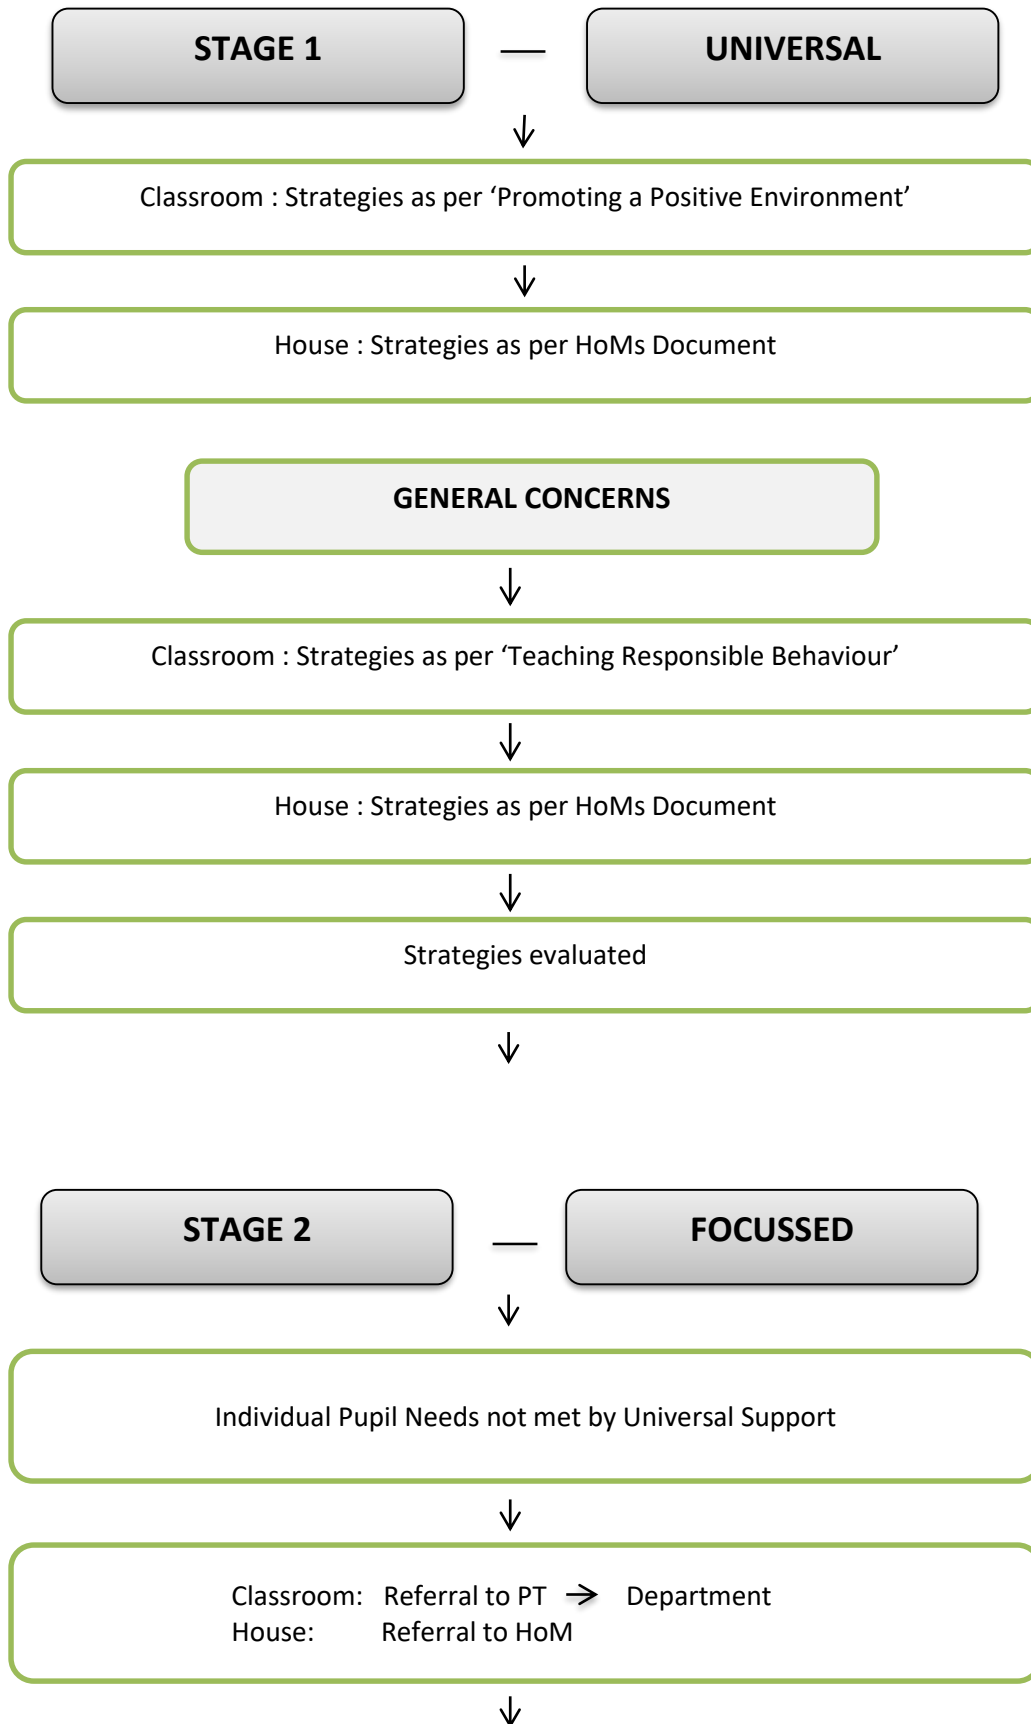 STAGE 1 — UNIVERSAL
Classroom : Strategies as per ‘Promoting a Positive Environment’
House : Strategies as per HoMs Document
GENERAL CONCERNS
Classroom : Strategies as per ‘Teaching Responsible Behaviour’
House : Strategies as per HoMs Document
Strategies evaluated
STAGE 2 — FOCUSSED
Individual Pupil Needs not met by Universal Support
Classroom: Referral to PT → Department
House: Referral to HoM